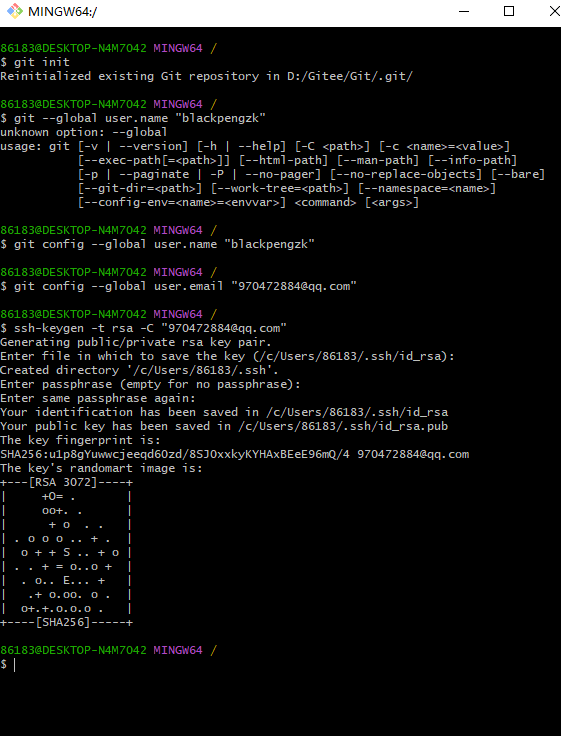 MINGW64:/
86183@DESKTOP-N4M7O42 MINGW64 /
$ git init
Reinitialized existing Git repository in D:/Gitee/Git/.git/
86183@DESKTOP-N4M7O42 MINGW64 /
$ git --global user.name "blackpengzk"
unknown option: --global
usage: git [-v | --version] [-h | --help] [-C <path>] [-c <name>=<value>]
           [--exec-path[=<path>]] [--html-path] [--man-path] [--info-path]
           [-p | --paginate | -P | --no-pager] [--no-replace-objects] [--bare]
           [--git-dir=<path>] [--work-tree=<path>] [--namespace=<name>]
           [--config-env=<name>=<envvar>] <command> [<args>]
86183@DESKTOP-N4M7O42 MINGW64 /
$ git config --global user.name "blackpengzk"
86183@DESKTOP-N4M7O42 MINGW64 /
$ git config --global user.email "970472884@qq.com"
86183@DESKTOP-N4M7O42 MINGW64 /
$ ssh-keygen -t rsa -C "970472884@qq.com"
Generating public/private rsa key pair.
Enter file in which to save the key (/c/Users/86183/.ssh/id_rsa):
Created directory '/c/Users/86183/.ssh'.
Enter passphrase (empty for no passphrase):
Enter same passphrase again:
Your identification has been saved in /c/Users/86183/.ssh/id_rsa
Your public key has been saved in /c/Users/86183/.ssh/id_rsa.pub
The key fingerprint is:
SHA256:u1p8gYuwwcjeeqd6Ozd/8SJOxxkyKYHAxBEeE96mQ/4 970472884@qq.com
The key's randomart image is:
+---[RSA 3072]----+
|     +O= .       |
|     oo+. .      |
|      + o  . .   |
| . o o o .. + .  |
|  o + + S .. + o |
| . . + = o..o +  |
|  . o.. E... +   |
|   .+ o.oo. o .  |
|  o+.+.o.o.o .   |
+----[SHA256]-----+
86183@DESKTOP-N4M7O42 MINGW64 /
$